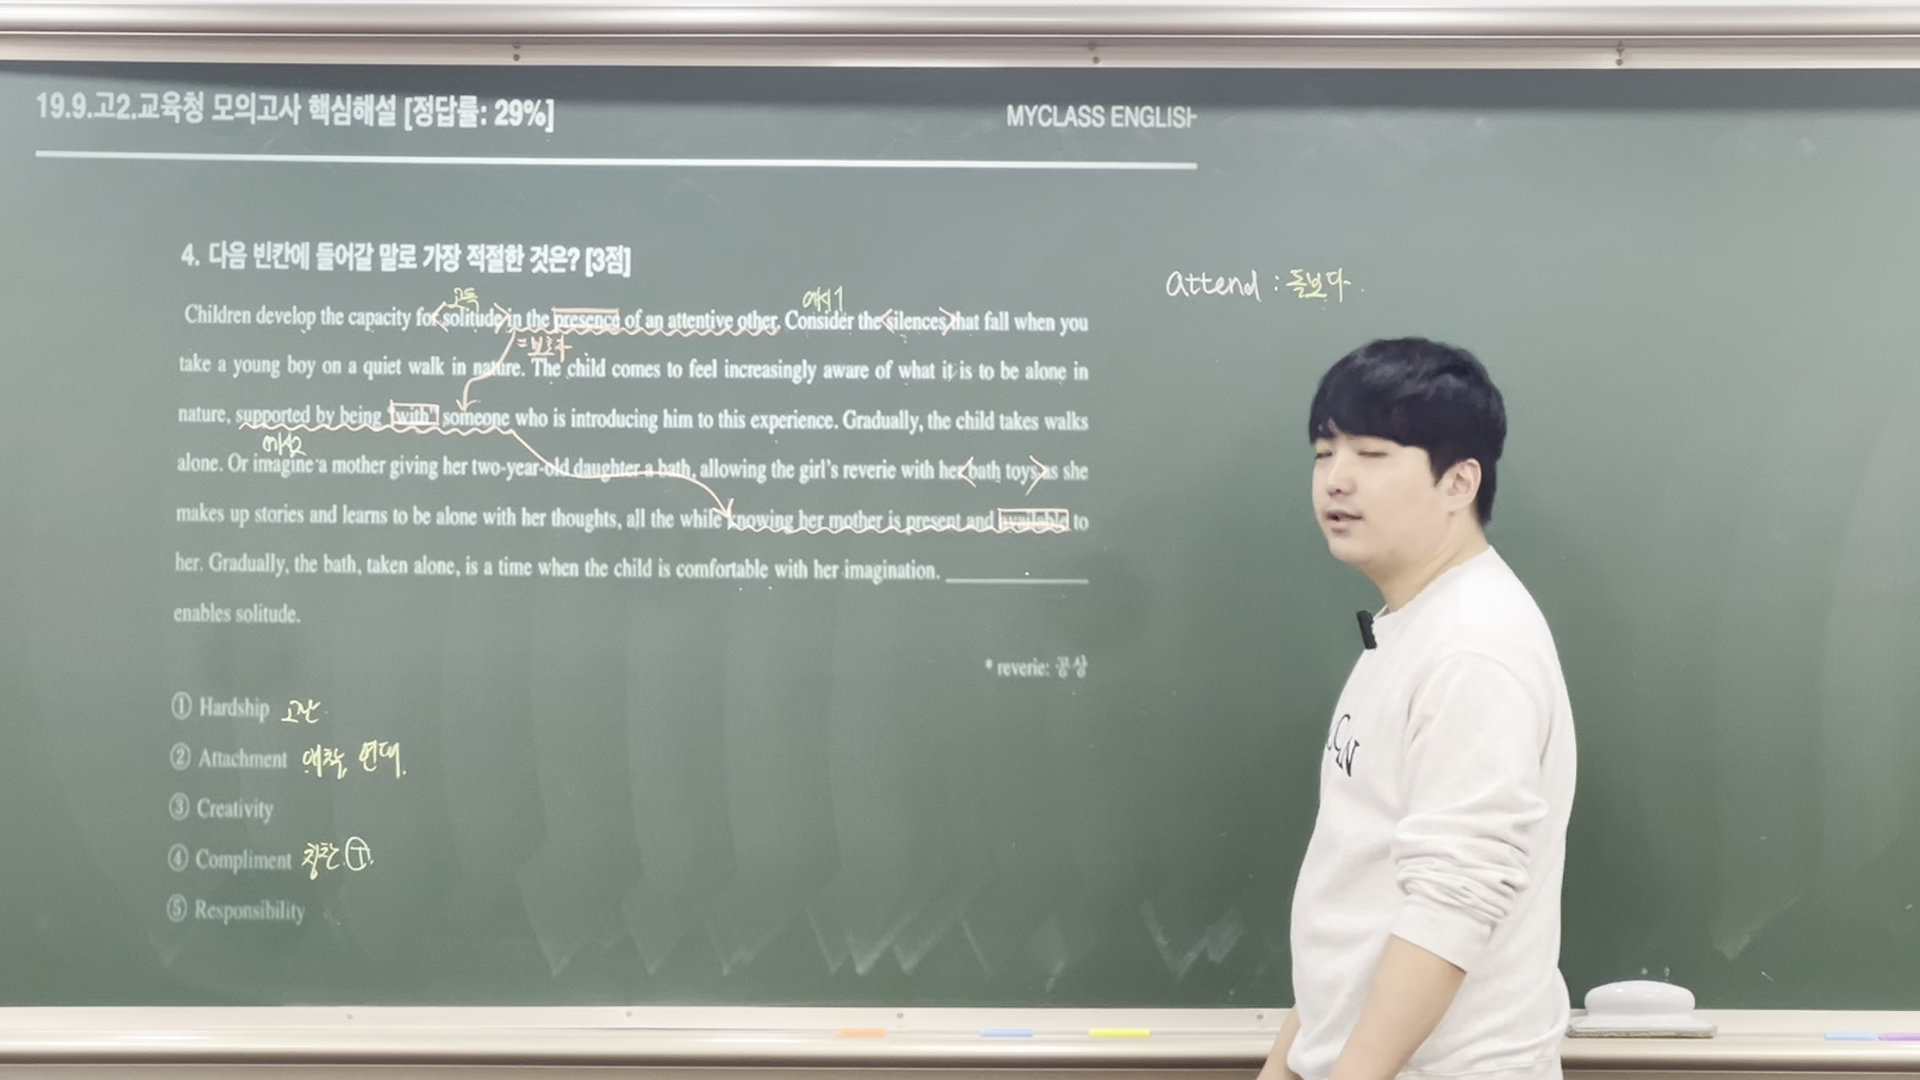 19.9.고2.교육청 모의고사 핵심해설 [정답률: 29%]
MYCLASS ENGLISH
4. 다음 빈칸에 들어갈 말로 가장 적절한 것은? [3점]
attend : 돌보다.
고독
예시1
Children develop the capacity for solitude in the presence of an attentive other. Consider the silences that fall when you
= 보호자
take a young boy on a quiet walk in nature. The child comes to feel increasingly aware of what it is to be alone in
nature, supported by being 'with' someone who is introducing him to this experience. Gradually, the child takes walks
예시2
alone. Or imagine a mother giving her two-year-old daughter a bath, allowing the girl's reverie with her bath toys as she
makes up stories and learns to be alone with her thoughts, all the while knowing her mother is present and available to
her. Gradually, the bath, taken alone, is a time when the child is comfortable with her imagination. ____________
enables solitude.
* reverie: 공상
① Hardship 고난
② Attachment 애착, 연대.
③ Creativity
④ Compliment 칭찬
⑤ Responsibility